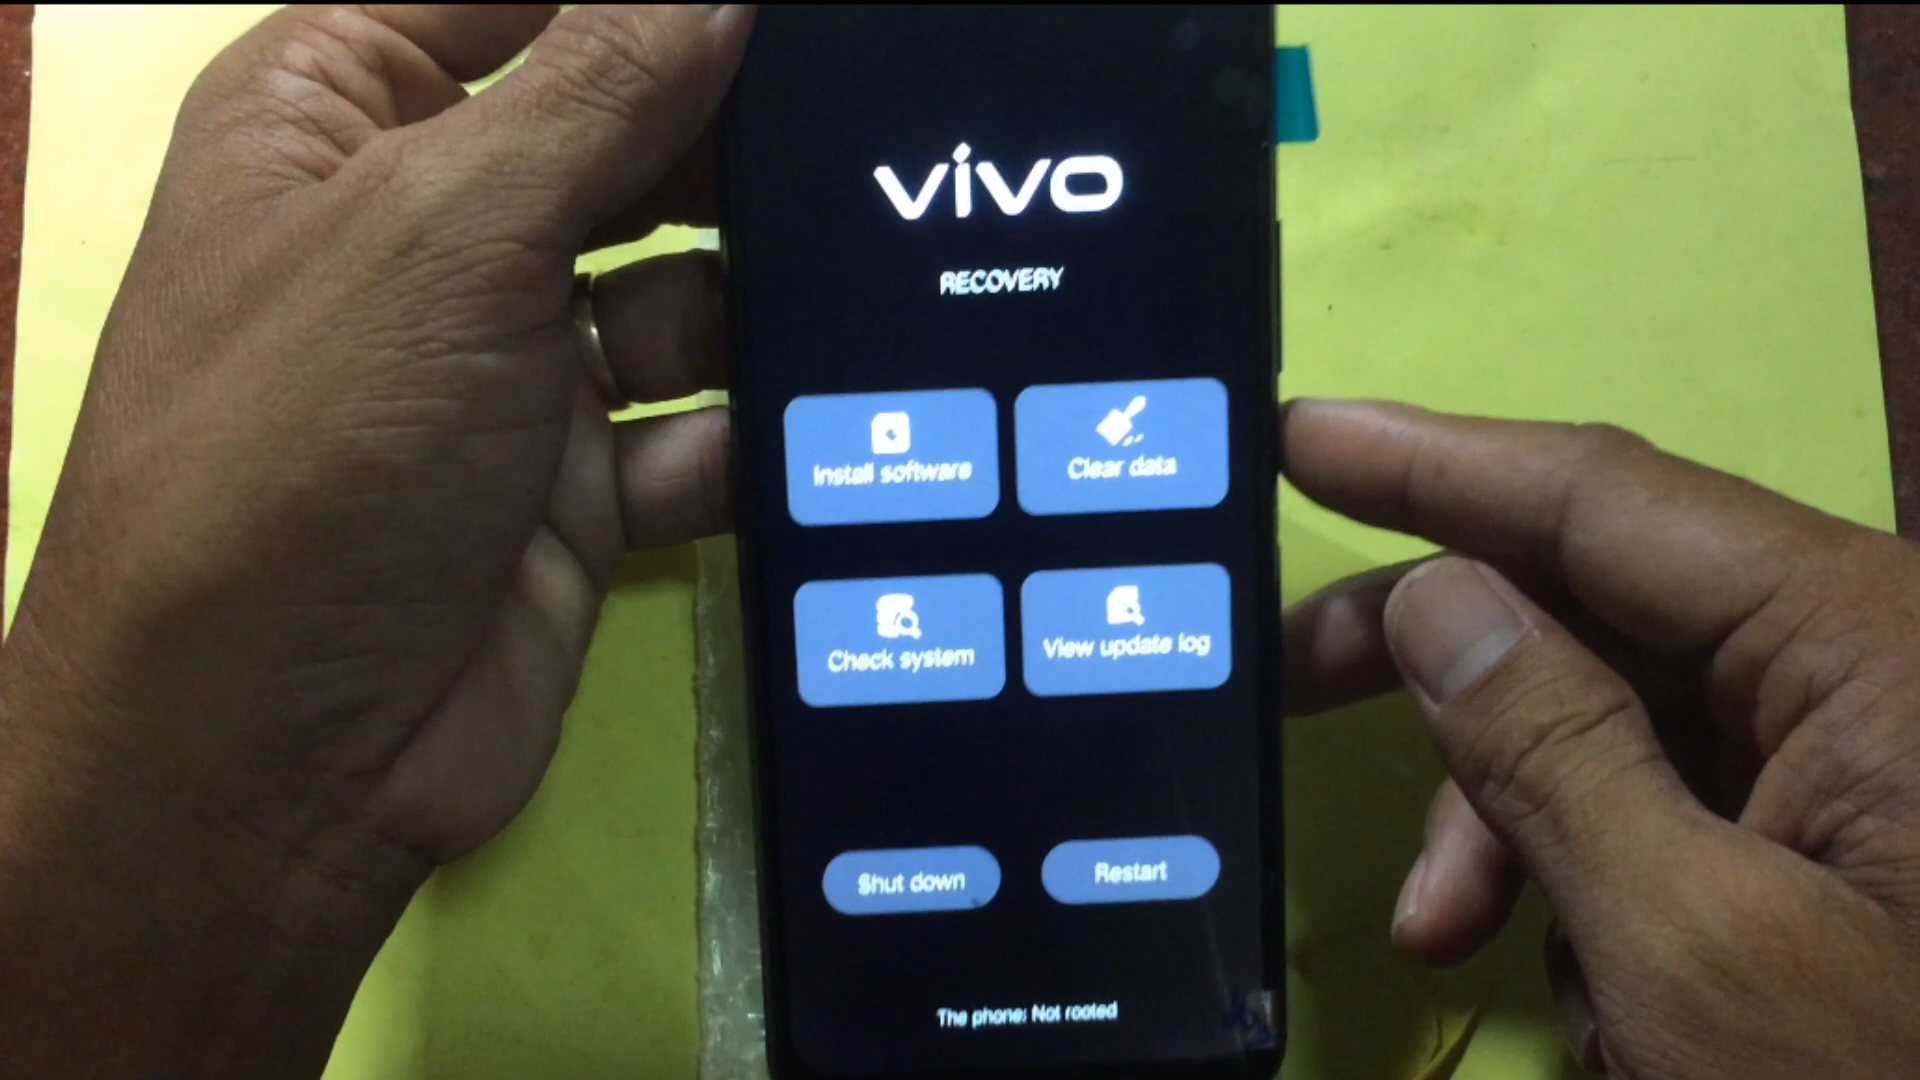 vivo
RECOVERY
Install software
Clear data
Check system
View update log
Shut down
Restart
The phone: Not rooted